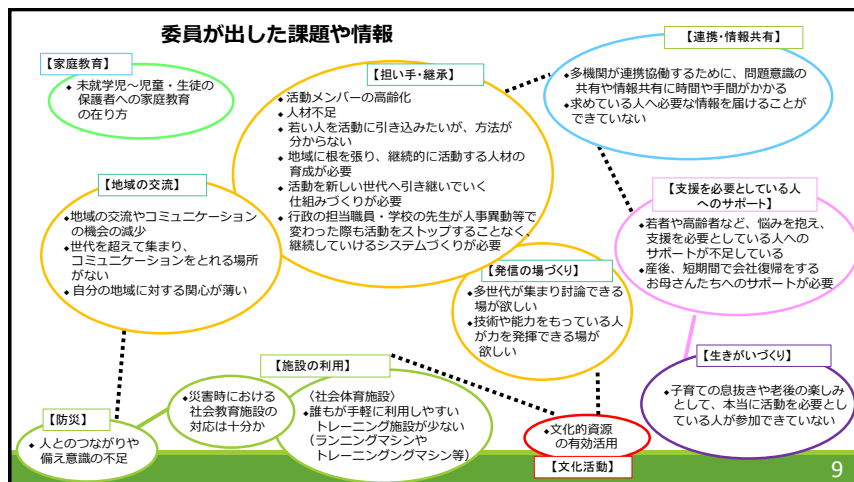 委員が出した課題や情報
【家庭教育】
◆ 未就学児～児童・生徒の
保護者への家庭教育
の在り方
【担い手・継承】
◆ 活動メンバーの高齢化
◆ 人材不足
◆ 若い人を活動に引き込みたいが、方法が
分からない
◆ 地域に根を張り、継続的に活動する人材の
育成が必要
◆ 活動を新しい世代へ引き継いでいく
仕組みづくりが必要
◆ 行政の担当職員・学校の先生が人事異動等で
変わった際も活動をストップすることなく、
継続していけるシステムづくりが必要
【連携・情報共有】
◆多機関が連携協働するために、問題意識の
共有や情報共有に時間や手間がかかる
◆求めている人へ必要な情報を届けることが
できていない
【地域の交流】
◆地域の交流やコミュニケーション
の機会の減少
◆世代を超えて集まり、
コミュニケーションをとれる場所
がない
◆自分の地域に対する関心が薄い
【支援を必要としている人
へのサポート】
◆若者や高齢者など、悩みを抱え、
支援を必要としている人への
サポートが不足している
◆産後、短期間で会社復帰をする
お母さんたちへのサポートが必要
【発信の場づくり】
◆多世代が集まり討論できる
場が欲しい
◆技術や能力をもっている人
が力を発揮できる場が
欲しい
【施設の利用】
◆災害時における
社会教育施設の
対応は十分か
〈社会体育施設〉
◆誰もが手軽に利用しやすい
トレーニング施設が少ない
（ランニングマシンや
トレーニングングマシン等）
【生きがいづくり】
◆子育ての息抜きや老後の楽しみ
として、本当に活動を必要とし
ている人が参加できていない
【防災】
◆ 人とのつながりや
備え意識の不足
◆文化的資源
の有効活用
【文化活動】
9